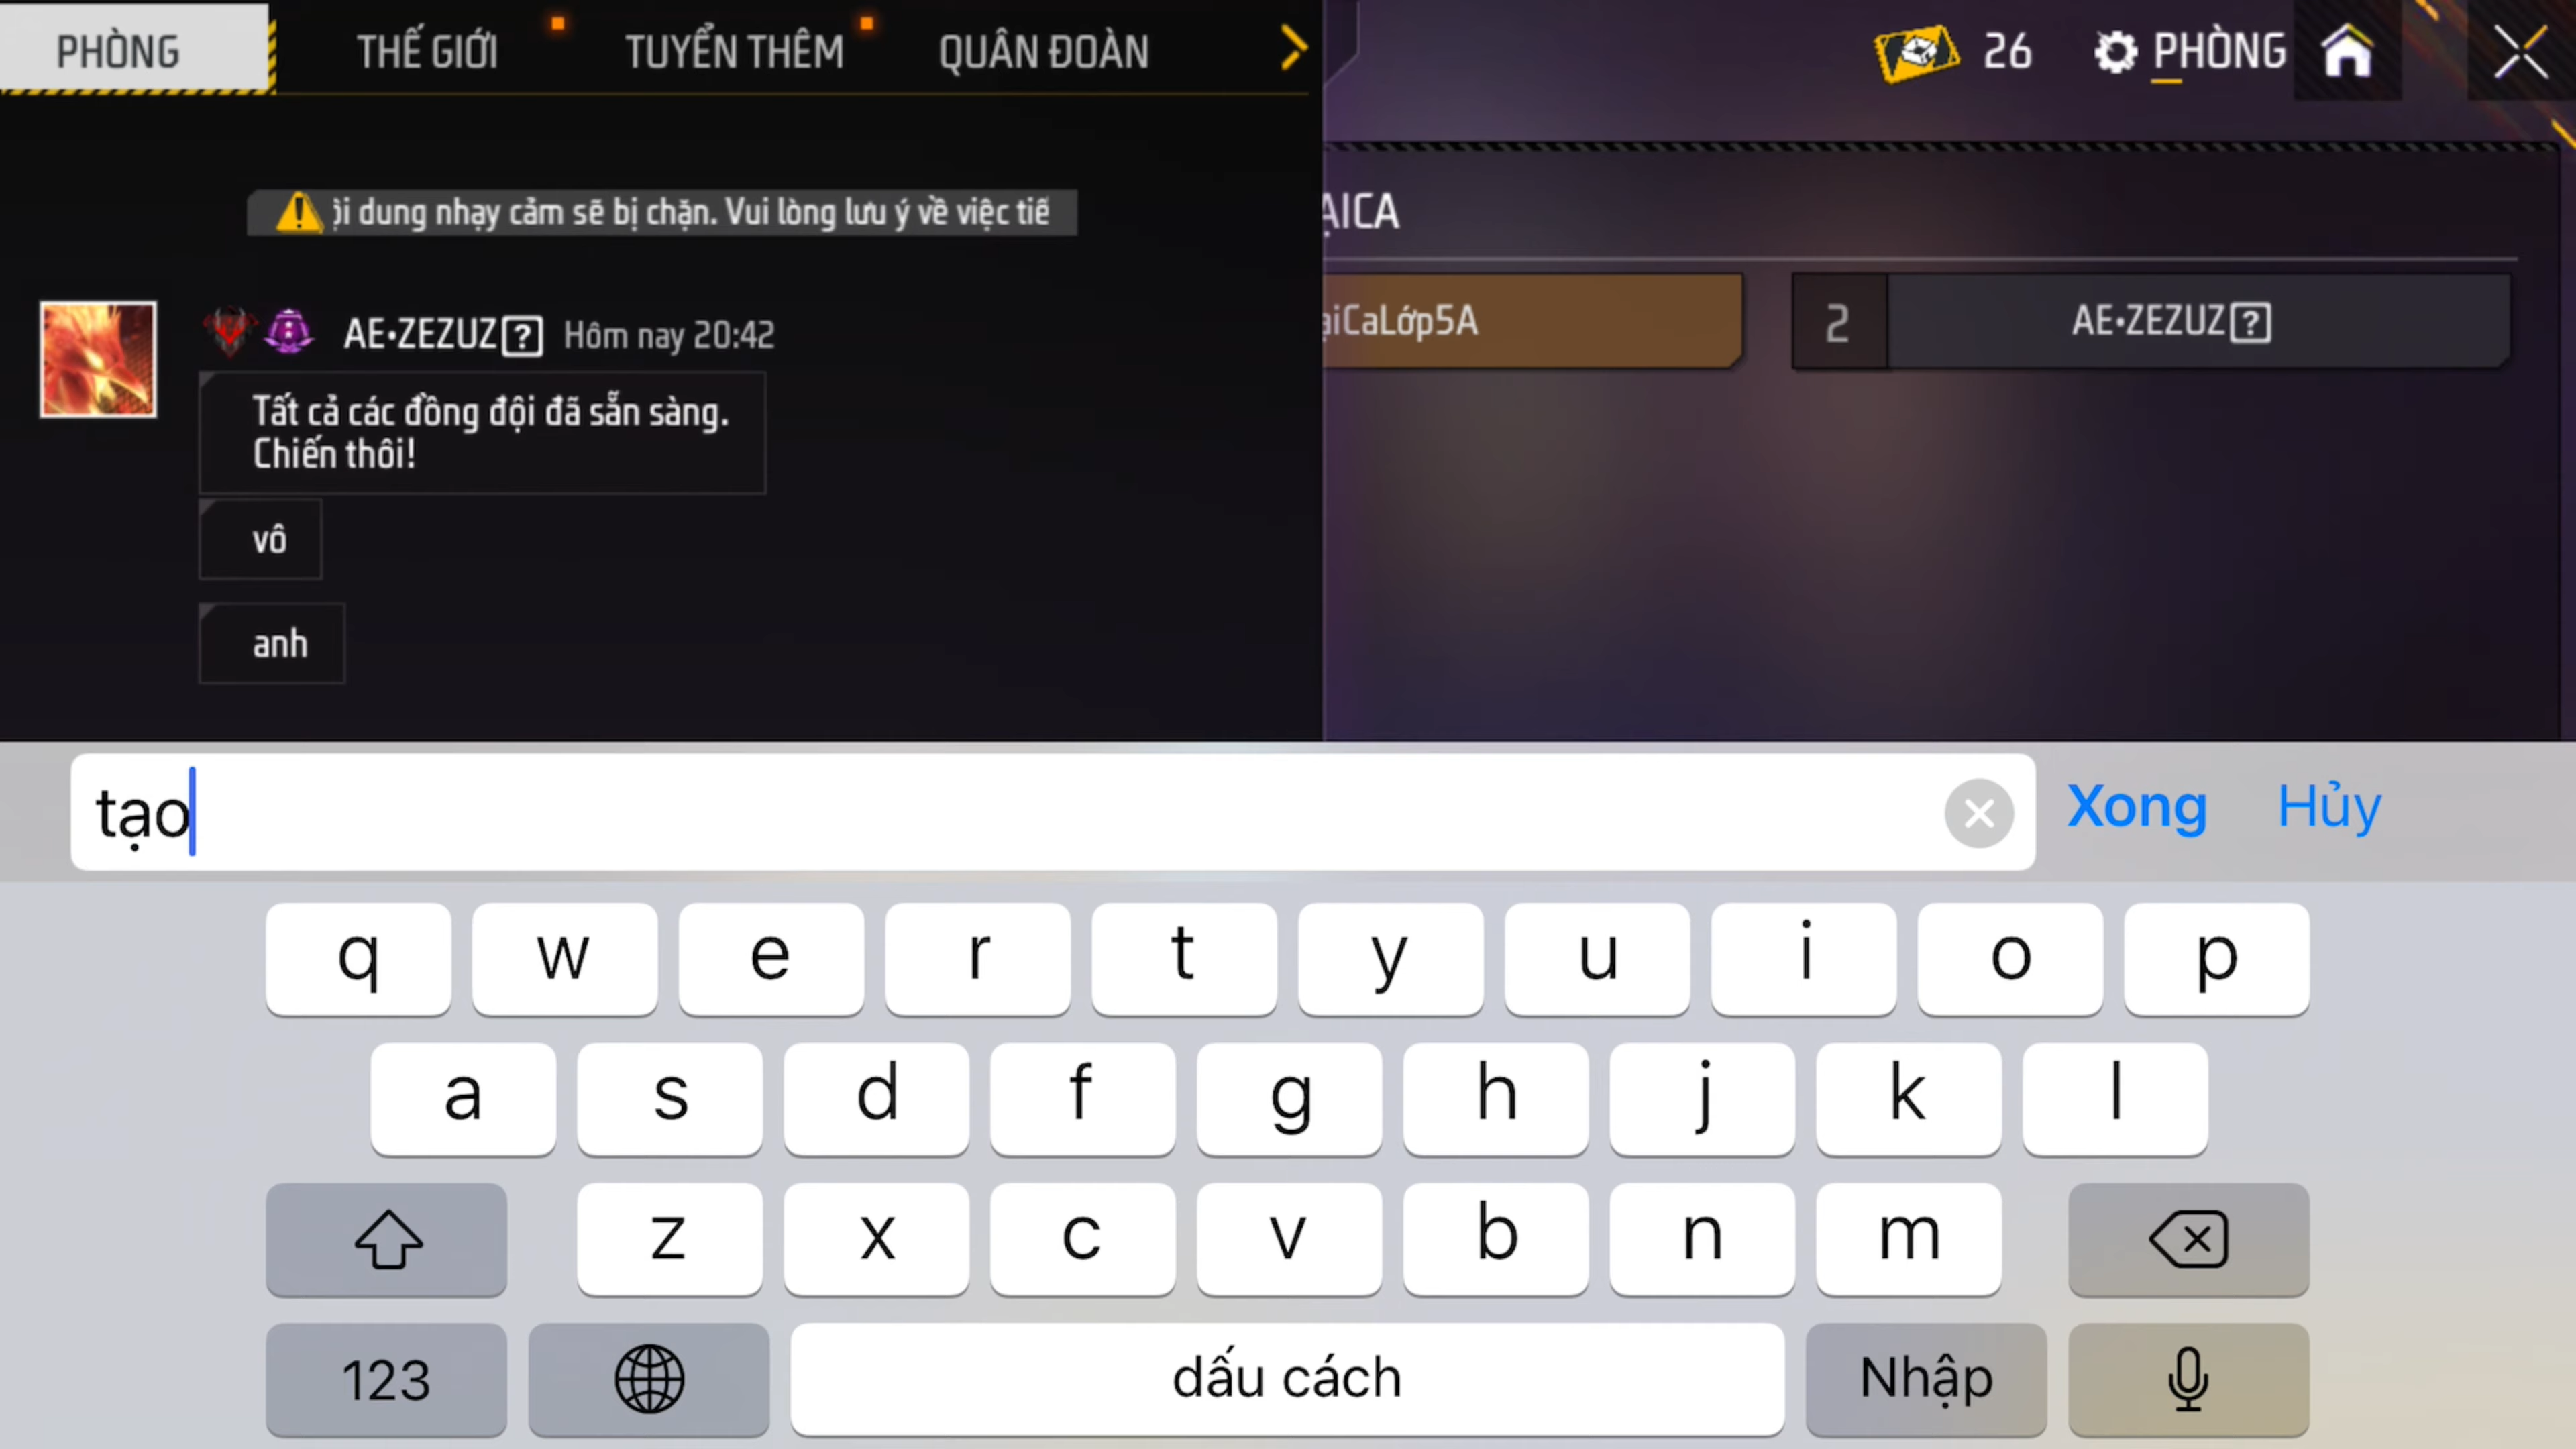 PHÒNG THẾ GIỚI TUYỂN THÊM QUÂN ĐOÀN
26 PHÒNG
ội dung nhạy cảm sẽ bị chặn. Vui lòng lưu ý về việc tiế
ẠICA
AE•ZEZUZ? Hôm nay 20:42
Tất cả các đồng đội đã sẵn sàng.
Chiến thôi!
vô
anh
ạiCaLớp5A 2 AE•ZEZUZ?
tạo Xong Hủy
q w e r t y u i o p
a s d f g h j k l
z x c v b n m
123 dấu cách Nhập